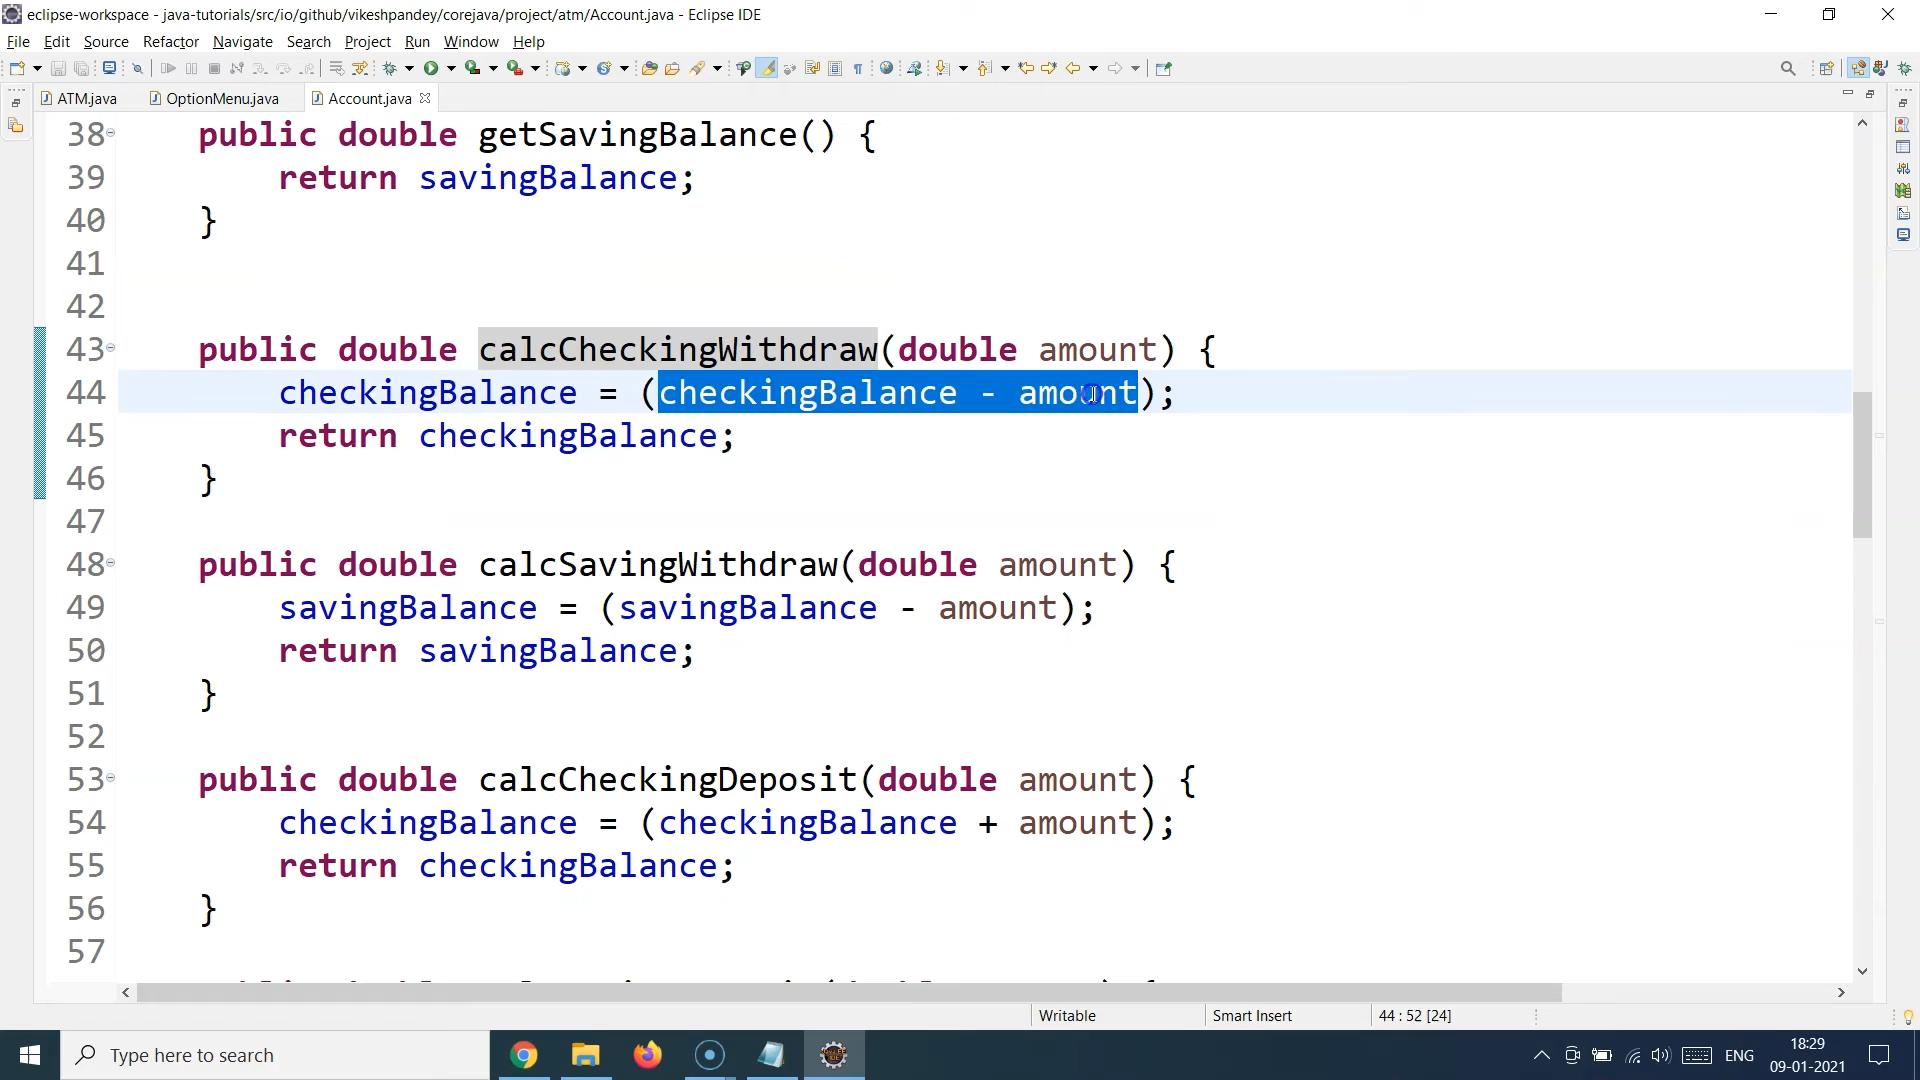 eclipse-workspace - java-tutorials/src/io/github/vikeshpandey/corejava/project/atm/Account.java - Eclipse IDE
File Edit Source Refactor Navigate Search Project Run Window Help
ATM.java OptionMenu.java Account.java
38 public double getSavingBalance() {
39 return savingBalance;
40 }
41
42
43 public double calcCheckingWithdraw(double amount) {
44 checkingBalance = (checkingBalance - amount);
45 return checkingBalance;
46 }
47
48 public double calcSavingWithdraw(double amount) {
49 savingBalance = (savingBalance - amount);
50 return savingBalance;
51 }
52
53 public double calcCheckingDeposit(double amount) {
54 checkingBalance = (checkingBalance + amount);
55 return checkingBalance;
56 }
57
Writable Smart Insert 44 : 52 [24]
Type here to search
ENG
18:29
09-01-2021